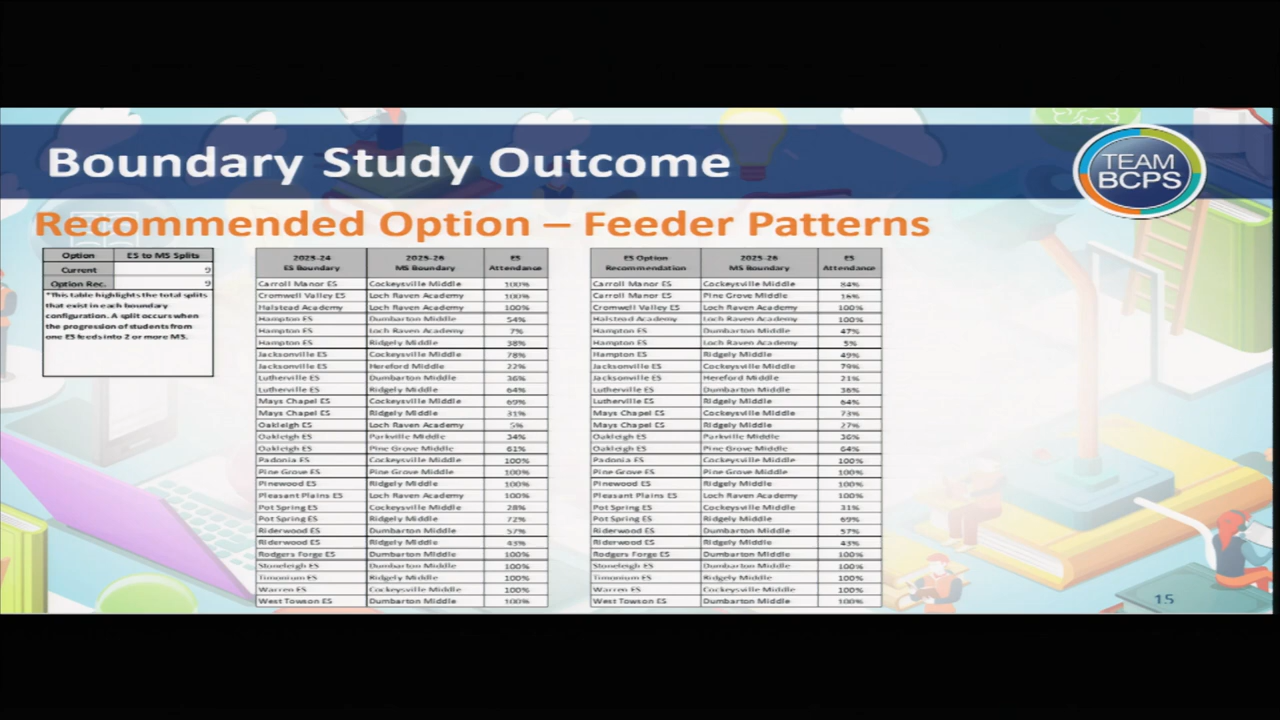 Boundary Study Outcome
TEAM
BCPS
Recommended Option – Feeder Patterns
Option ES to MS Splits
Current 9
Option Rec. 9
*This table highlights the total splits
that exist in each boundary
configuration. A split occurs when
the progression of students from
one ES feeds into 2 or more MS.
2023-24 ES Boundary 2025-26 MS Boundary ES Attendance
Carroll Manor ES Cockeysville Middle 100%
Cromwell Valley ES Loch Raven Academy 100%
Halstead Academy Loch Raven Academy 100%
Hampton ES Dumbarton Middle 54%
Hampton ES Loch Raven Academy 7%
Hampton ES Ridgely Middle 38%
Jacksonville ES Cockeysville Middle 78%
Jacksonville ES Hereford Middle 22%
Lutherville ES Dumbarton Middle 36%
Lutherville ES Ridgely Middle 64%
Mays Chapel ES Cockeysville Middle 69%
Mays Chapel ES Ridgely Middle 31%
Oakleigh ES Loch Raven Academy 5%
Oakleigh ES Parkville Middle 34%
Oakleigh ES Pine Grove Middle 61%
Padonia ES Cockeysville Middle 100%
Pine Grove ES Pine Grove Middle 100%
Pinewood ES Ridgely Middle 100%
Pleasant Plains ES Loch Raven Academy 100%
Pot Spring ES Cockeysville Middle 28%
Pot Spring ES Ridgely Middle 72%
Riderwood ES Dumbarton Middle 57%
Riderwood ES Ridgely Middle 43%
Rodgers Forge ES Dumbarton Middle 100%
Stoneleigh ES Dumbarton Middle 100%
Timonium ES Ridgely Middle 100%
Warren ES Cockeysville Middle 100%
West Towson ES Dumbarton Middle 100%
ES Option Recommendation 2025-26 MS Boundary ES Attendance
Carroll Manor ES Cockeysville Middle 84%
Carroll Manor ES Pine Grove Middle 16%
Cromwell Valley ES Loch Raven Academy 100%
Halstead Academy Loch Raven Academy 100%
Hampton ES Dumbarton Middle 47%
Hampton ES Loch Raven Academy 5%
Hampton ES Ridgely Middle 49%
Jacksonville ES Cockeysville Middle 79%
Jacksonville ES Hereford Middle 21%
Lutherville ES Dumbarton Middle 36%
Lutherville ES Ridgely Middle 64%
Mays Chapel ES Cockeysville Middle 73%
Mays Chapel ES Ridgely Middle 27%
Oakleigh ES Parkville Middle 36%
Oakleigh ES Pine Grove Middle 64%
Padonia ES Cockeysville Middle 100%
Pine Grove ES Pine Grove Middle 100%
Pinewood ES Ridgely Middle 100%
Pleasant Plains ES Loch Raven Academy 100%
Pot Spring ES Cockeysville Middle 31%
Pot Spring ES Ridgely Middle 69%
Riderwood ES Dumbarton Middle 57%
Riderwood ES Ridgely Middle 43%
Rodgers Forge ES Dumbarton Middle 100%
Stoneleigh ES Dumbarton Middle 100%
Timonium ES Ridgely Middle 100%
Warren ES Cockeysville Middle 100%
West Towson ES Dumbarton Middle 100%
15